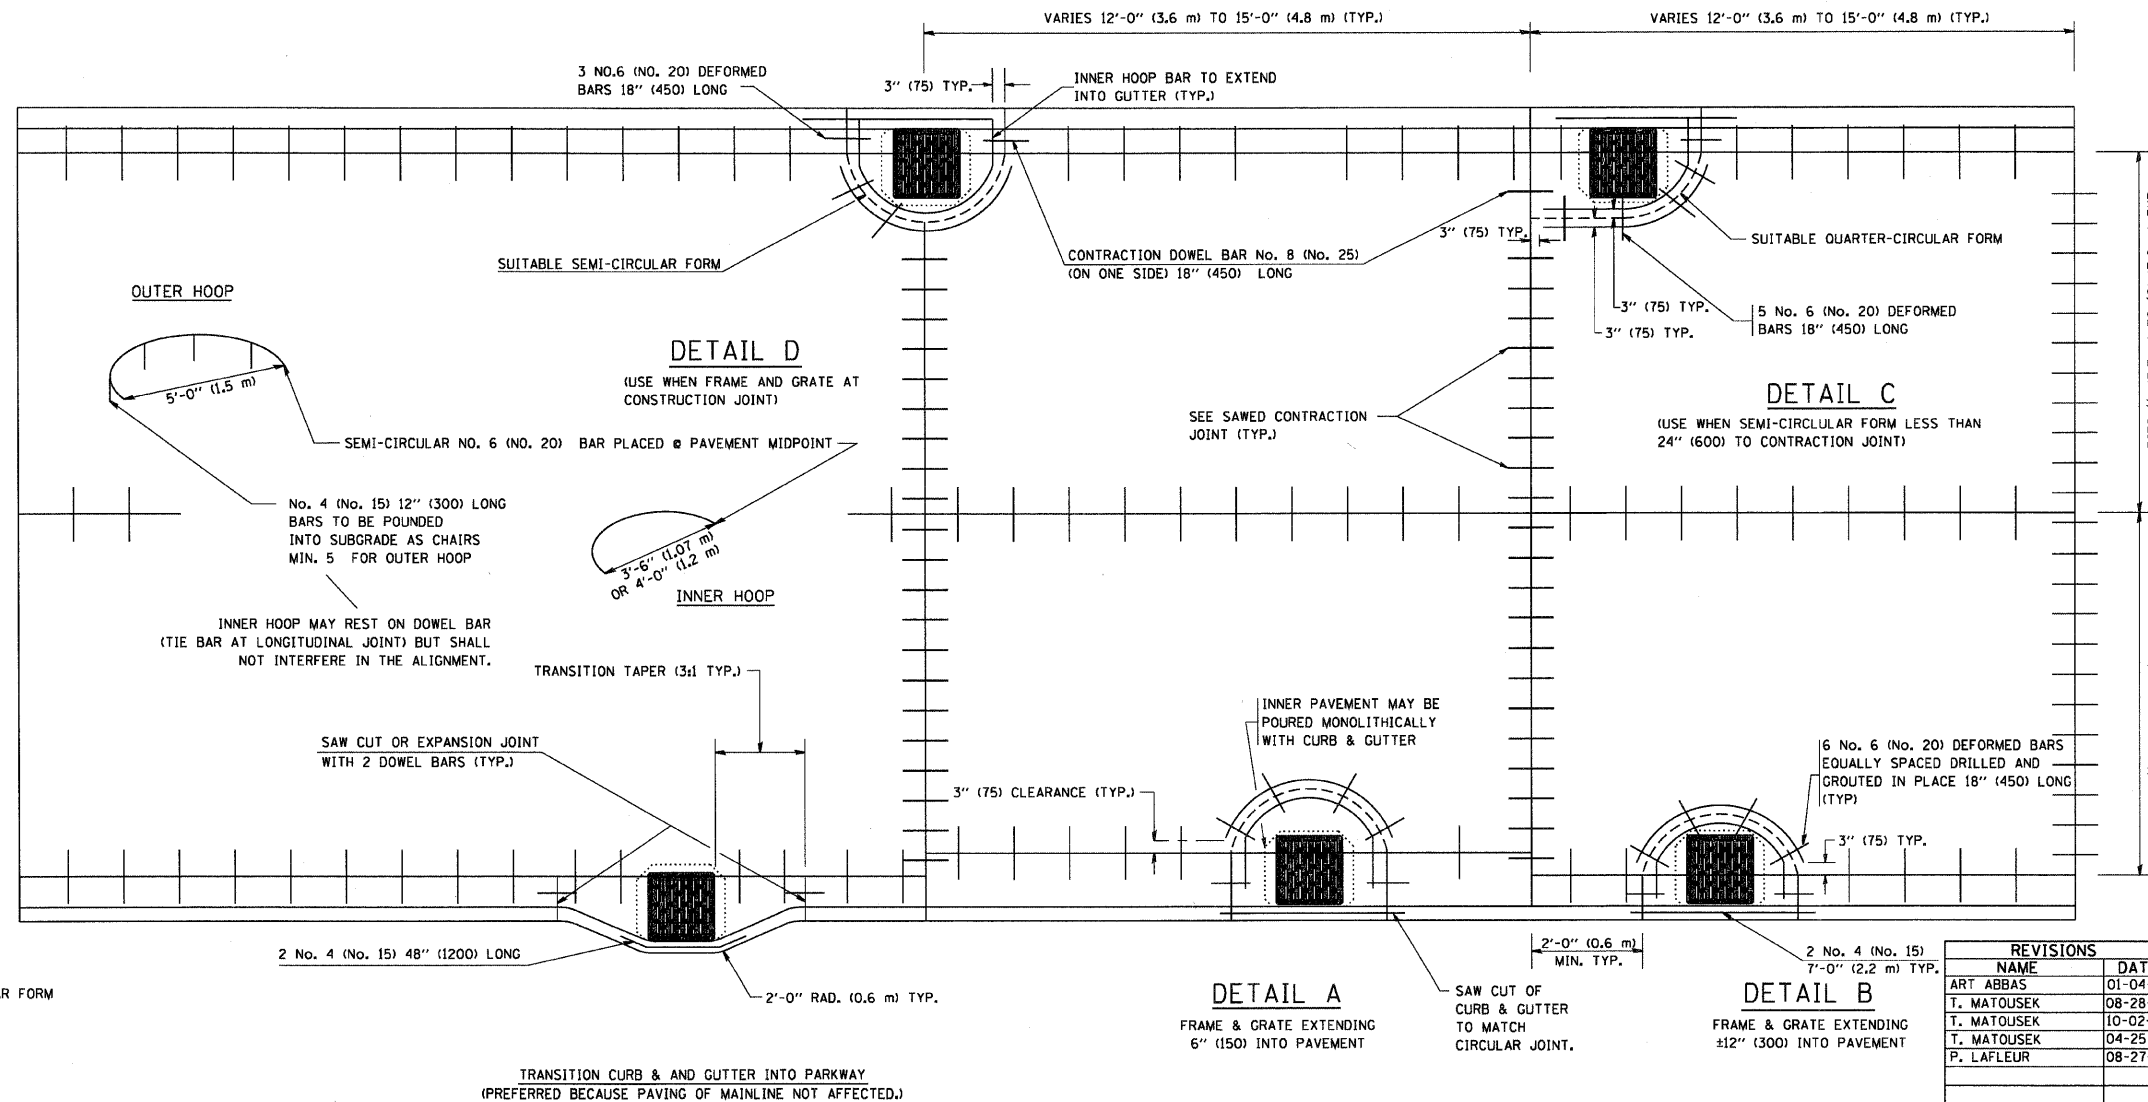 VARIES 12'-0" (3.6 m) TO 15'-0" (4.8 m) (TYP.)
VARIES 12'-0" (3.6 m) TO 15'-0" (4.8 m) (TYP.)
3 NO.6 (NO. 20) DEFORMED
BARS 18" (450) LONG
3" (75) TYP.
INNER HOOP BAR TO EXTEND
INTO GUTTER (TYP.)
SUITABLE SEMI-CIRCULAR FORM
CONTRACTION DOWEL BAR No. 8 (No. 25)
(ON ONE SIDE) 18" (450) LONG
3" (75) TYP.
SUITABLE QUARTER-CIRCULAR FORM
3" (75) TYP.
3" (75) TYP.
5 No. 6 (No. 20) DEFORMED
BARS 18" (450) LONG
OUTER HOOP
5'-0" (1.5 m)
DETAIL D
(USE WHEN FRAME AND GRATE AT
CONSTRUCTION JOINT)
SEMI-CIRCULAR NO. 6 (NO. 20) BAR PLACED @ PAVEMENT MIDPOINT
SEE SAWED CONTRACTION
JOINT (TYP.)
DETAIL C
(USE WHEN SEMI-CIRCLULAR FORM LESS THAN
24" (600) TO CONTRACTION JOINT)
No. 4 (No. 15) 12" (300) LONG
BARS TO BE POUNDED
INTO SUBGRADE AS CHAIRS
MIN. 5 FOR OUTER HOOP
3'-6" (1.07 m)
OR 4'-0" (1.2 m)
INNER HOOP
INNER HOOP MAY REST ON DOWEL BAR
(TIE BAR AT LONGITUDINAL JOINT) BUT SHALL
NOT INTERFERE IN THE ALIGNMENT.
TRANSITION TAPER (3:1 TYP.)
SAW CUT OR EXPANSION JOINT
WITH 2 DOWEL BARS (TYP.)
INNER PAVEMENT MAY BE
POURED MONOLITHICALLY
WITH CURB & GUTTER
3" (75) CLEARANCE (TYP.)
6 No. 6 (No. 20) DEFORMED BARS
EQUALLY SPACED DRILLED AND
GROUTED IN PLACE 18" (450) LONG
(TYP)
3" (75) TYP.
2 No. 4 (No. 15) 48" (1200) LONG
2'-0" RAD. (0.6 m) TYP.
2'-0" (0.6 m)
MIN. TYP.
2 No. 4 (No. 15)
7'-0" (2.2 m) TYP.
R FORM
DETAIL A
FRAME & GRATE EXTENDING
6" (150) INTO PAVEMENT
SAW CUT OF
CURB & GUTTER
TO MATCH
CIRCULAR JOINT.
DETAIL B
FRAME & GRATE EXTENDING
±12" (300) INTO PAVEMENT
TRANSITION CURB & AND GUTTER INTO PARKWAY
(PREFERRED BECAUSE PAVING OF MAINLINE NOT AFFECTED.)
REVISIONS
NAME DAT
ART ABBAS 01-04-
T. MATOUSEK 08-28-
T. MATOUSEK 10-02-
T. MATOUSEK 04-25
P. LAFLEUR 08-27